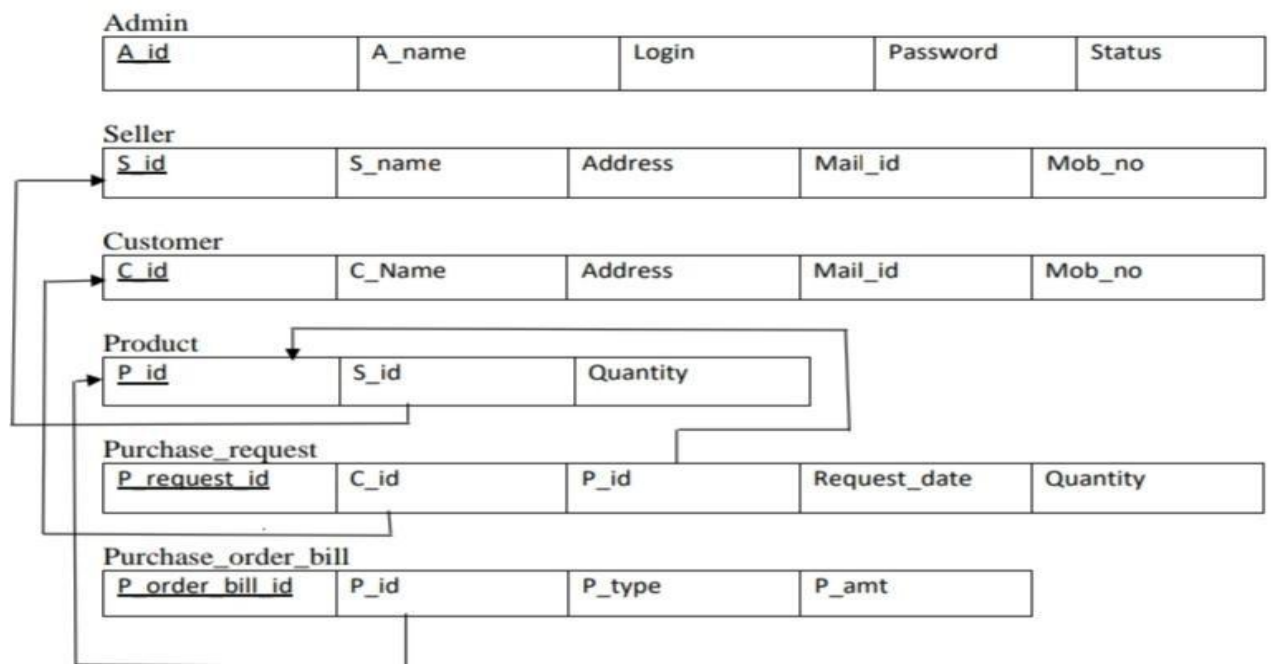 Admin
A_id A_name Login Password Status
Seller
S_id S_name Address Mail_id Mob_no
Customer
C_id C_Name Address Mail_id Mob_no
Product
P_id S_id Quantity
Purchase_request
P_request_id C_id P_id Request_date Quantity
Purchase_order_bill
P_order_bill_id P_id P_type P_amt